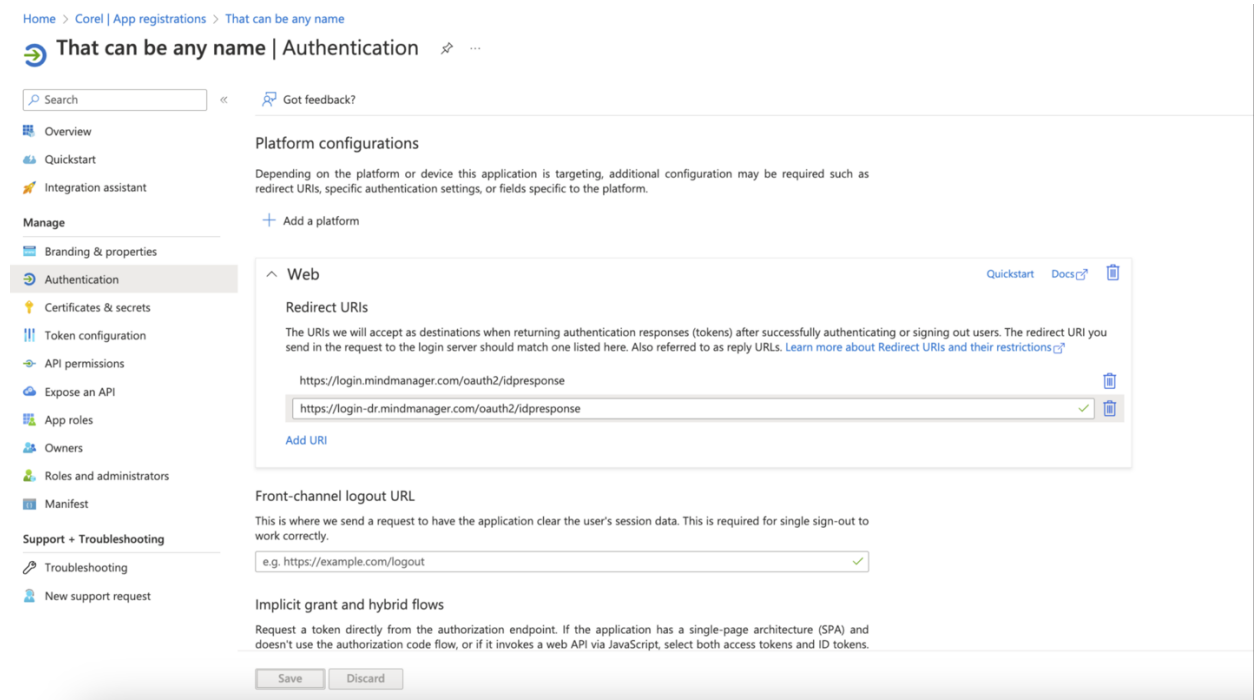 Home > Corel | App registrations > That can be any name
That can be any name | Authentication
Search
Got feedback?
Overview
Quickstart
Integration assistant
Manage
Branding & properties
Authentication
Certificates & secrets
Token configuration
API permissions
Expose an API
App roles
Owners
Roles and administrators
Manifest
Support + Troubleshooting
Troubleshooting
New support request
Platform configurations
Depending on the platform or device this application is targeting, additional configuration may be required such as
redirect URIs, specific authentication settings, or fields specific to the platform.
Add a platform
Web
Quickstart Docs
Redirect URIs
The URIs we will accept as destinations when returning authentication responses (tokens) after successfully authenticating or signing out users. The redirect URI you
send in the request to the login server should match one listed here. Also referred to as reply URLs. Learn more about Redirect URIs and their restrictions
https://login.mindmanager.com/oauth2/idpresponse
https://login-dr.mindmanager.com/oauth2/idpresponse
Add URI
Front-channel logout URL
This is where we send a request to have the application clear the user's session data. This is required for single sign-out to
work correctly.
e.g. https://example.com/logout
Implicit grant and hybrid flows
Request a token directly from the authorization endpoint. If the application has a single-page architecture (SPA) and
doesn't use the authorization code flow, or if it invokes a web API via JavaScript, select both access tokens and ID tokens.
Save Discard